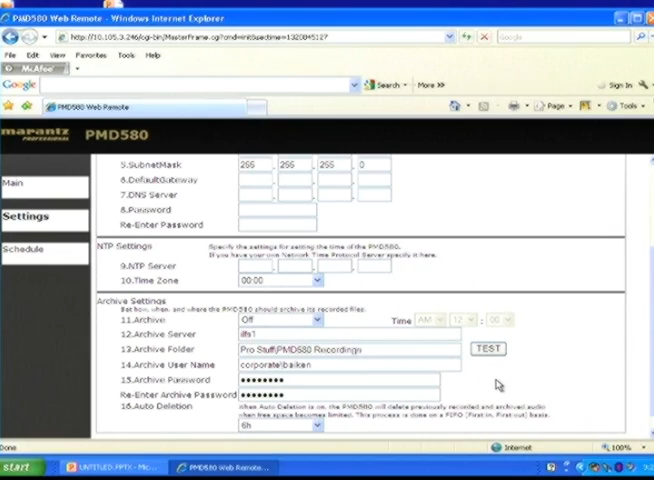 PMD580 Web Remote - Windows Internet Explorer
http://10.105.3.246/cgi-bin/MasterFrame.cgi?cmd=init&sectime=1320845127
Google
File Edit View Favorites Tools Help
McAfee
Google Search More >> Sign In
PMD580 Web Remote Page Tools
marantz PROFESSIONAL PMD580
Main
Settings
Schedule
5.SubnetMask 255 . 255 . 255 . 0
6.DefaultGateway
7.DNS Server
8.Password
Re-Enter Password
NTP Settings Specify the settings for setting the time of the PMD580.
If you have your own Network Time Protocol Server specify it here.
9.NTP Server
10.Time Zone 00:00
Archive Settings
Set how, when, and where the PMD580 should archive its recorded files.
11.Archive Off Time AM 12 : 00
12.Archive Server ilfs1
13.Archive Folder Pro Stuff\PMD580 Recordings TEST
14.Archive User Name corporate\baiken
15.Archive Password ••••••••
Re-Enter Archive Password ••••••••
16.Auto Deletion When Auto Deletion is on, the PMD580 will delete previously recorded and archived audio
when free space becomes limited. This process is done on a FIFO (First in, First out) basis.
6h
Done Internet 100%
start UNTITLED.PPTX - Mic... PMD580 Web Remote...